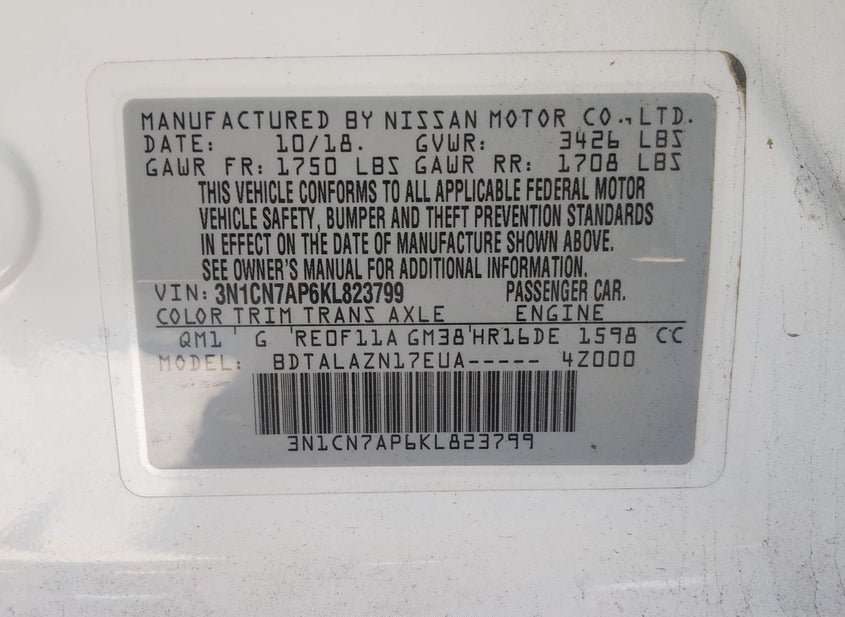 MANUFACTURED BY NISSAN MOTOR CO., LTD.
DATE: 10/18. GVWR: 3426 LBS
GAWR FR: 1750 LBS GAWR RR: 1708 LBS
THIS VEHICLE CONFORMS TO ALL APPLICABLE FEDERAL MOTOR
VEHICLE SAFETY, BUMPER AND THEFT PREVENTION STANDARDS
IN EFFECT ON THE DATE OF MANUFACTURE SHOWN ABOVE.
SEE OWNER'S MANUAL FOR ADDITIONAL INFORMATION.
VIN: 3N1CN7AP6KL823799 PASSENGER CAR.
COLOR TRIM TRANS AXLE ENGINE
QM1 ' G ' RE0F11A GM38 ' HR16DE 1598 CC
MODEL: BDTALAZN17EUA----- 4Z000
3N1CN7AP6KL823799